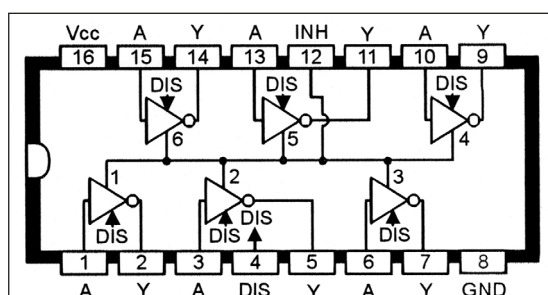 Vcc A Y A INH Y A Y
16 15 14 13 12 11 10 9
DIS DIS DIS
6 5 4
1 2 3
DIS DIS DIS DIS
1 2 3 4 5 6 7 8
A Y A DIS Y A Y GND